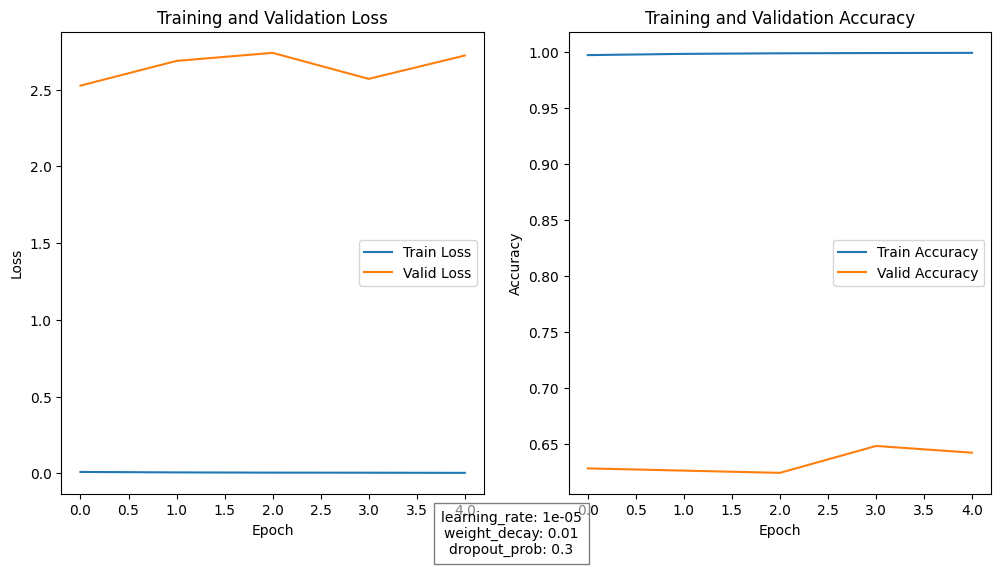 Training and Validation Loss
Loss
2.5
2.0
1.5
1.0
0.5
0.0
Train Loss
Valid Loss
0.0 0.5 1.0 1.5 2.0 2.5 3.0 3.5 4.0
Epoch
Training and Validation Accuracy
Accuracy
1.00
0.95
0.90
0.85
0.80
0.75
0.70
0.65
Train Accuracy
Valid Accuracy
0.0 0.5 1.0 1.5 2.0 2.5 3.0 3.5 4.0
Epoch
learning_rate: 1e-05
weight_decay: 0.01
dropout_prob: 0.3